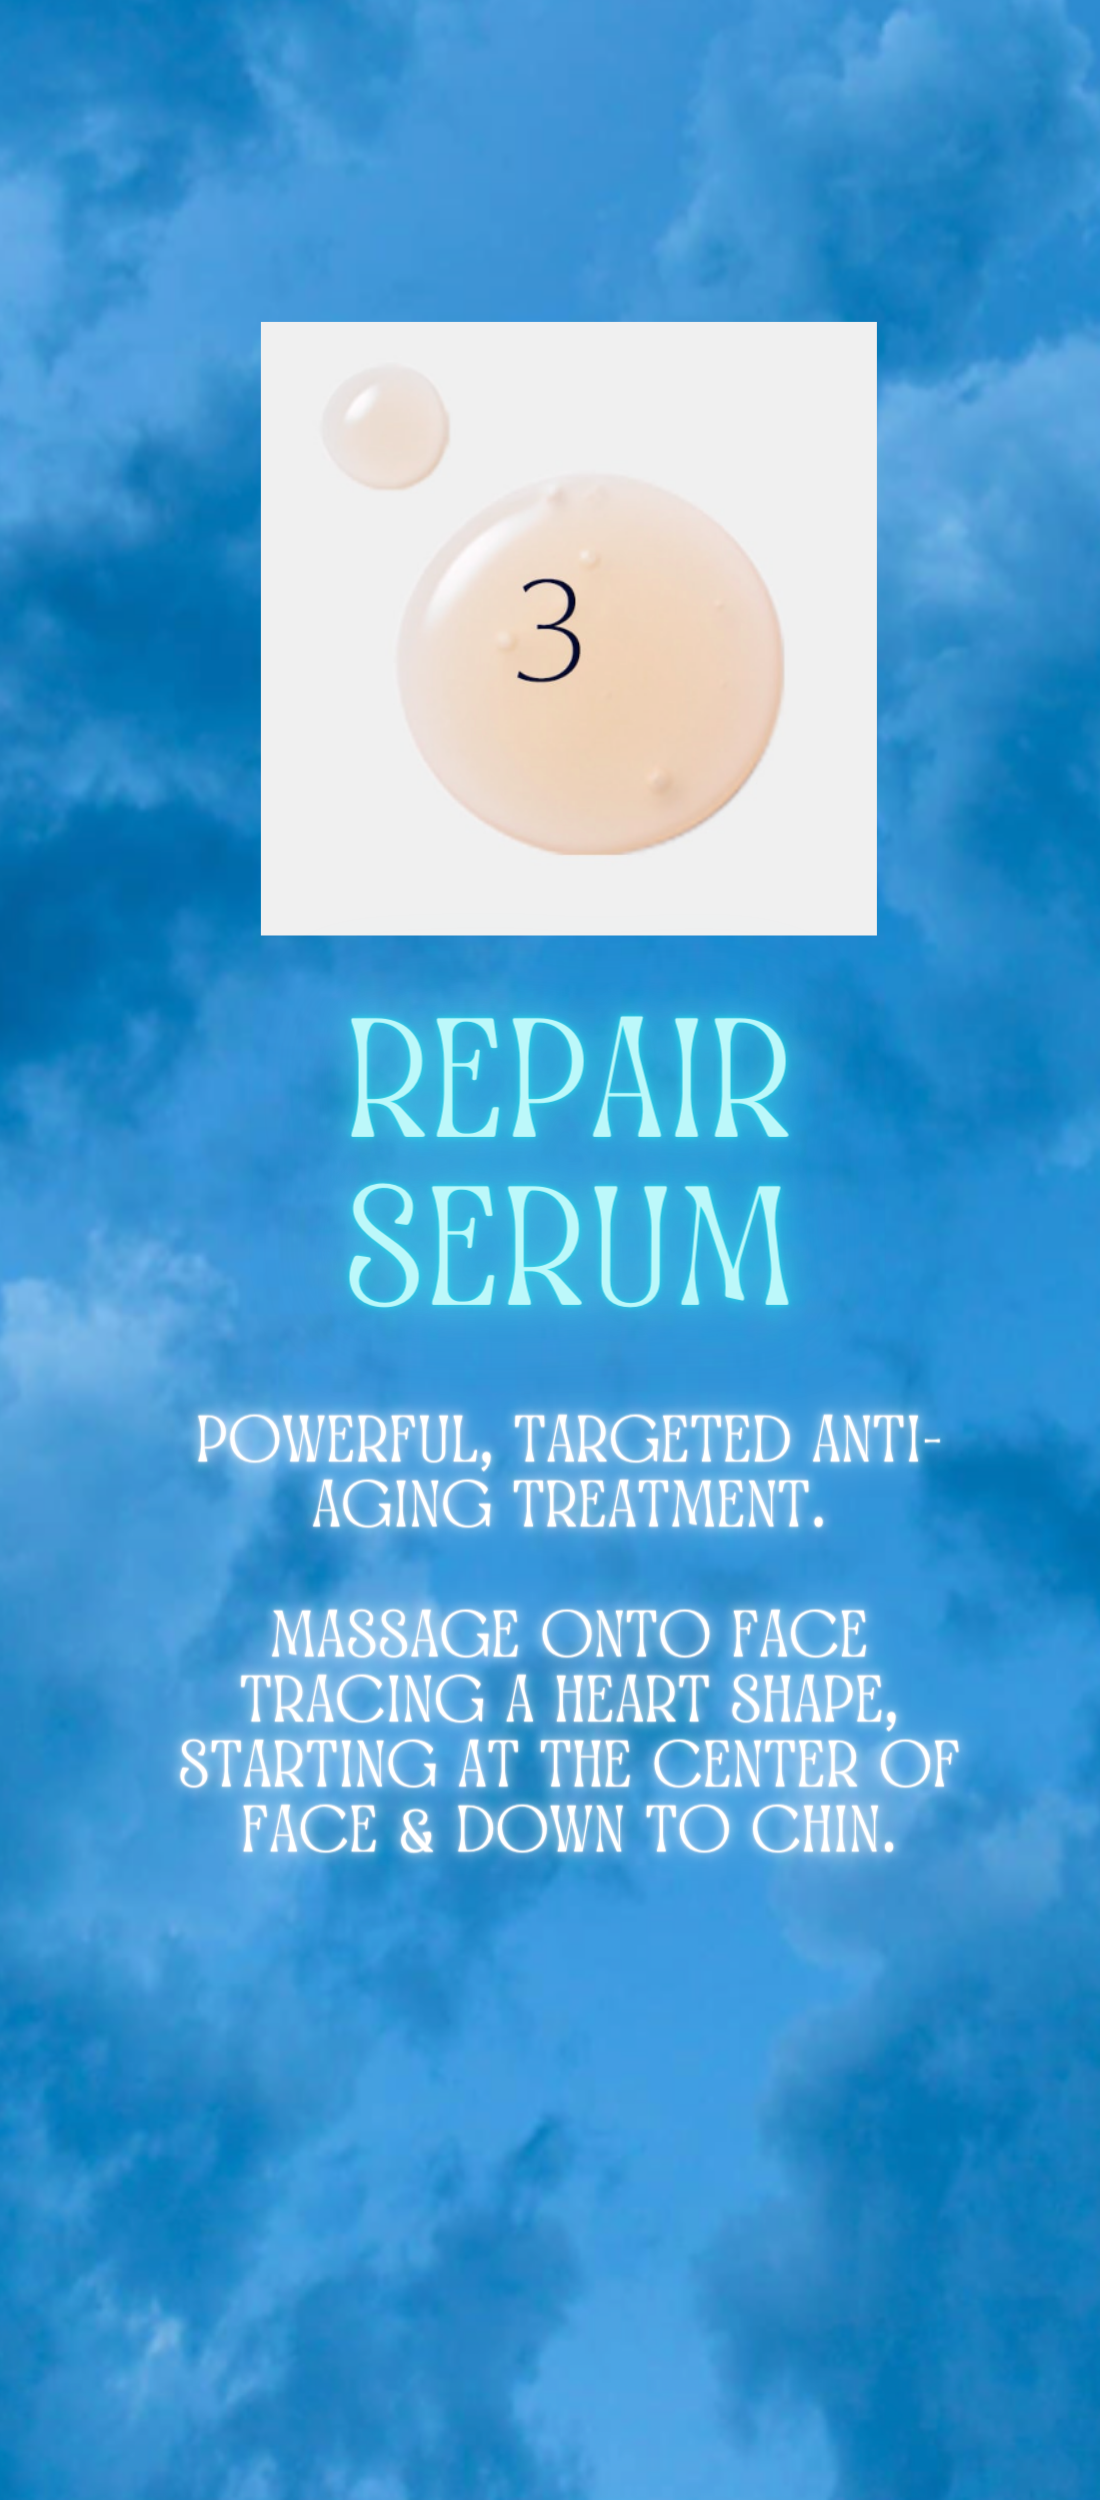 3
REPAIR
SERUM
POWERFUL, TARGETED ANTI-
AGING TREATMENT.
MASSAGE ONTO FACE
TRACING A HEART SHAPE,
STARTING AT THE CENTER OF
FACE & DOWN TO CHIN.